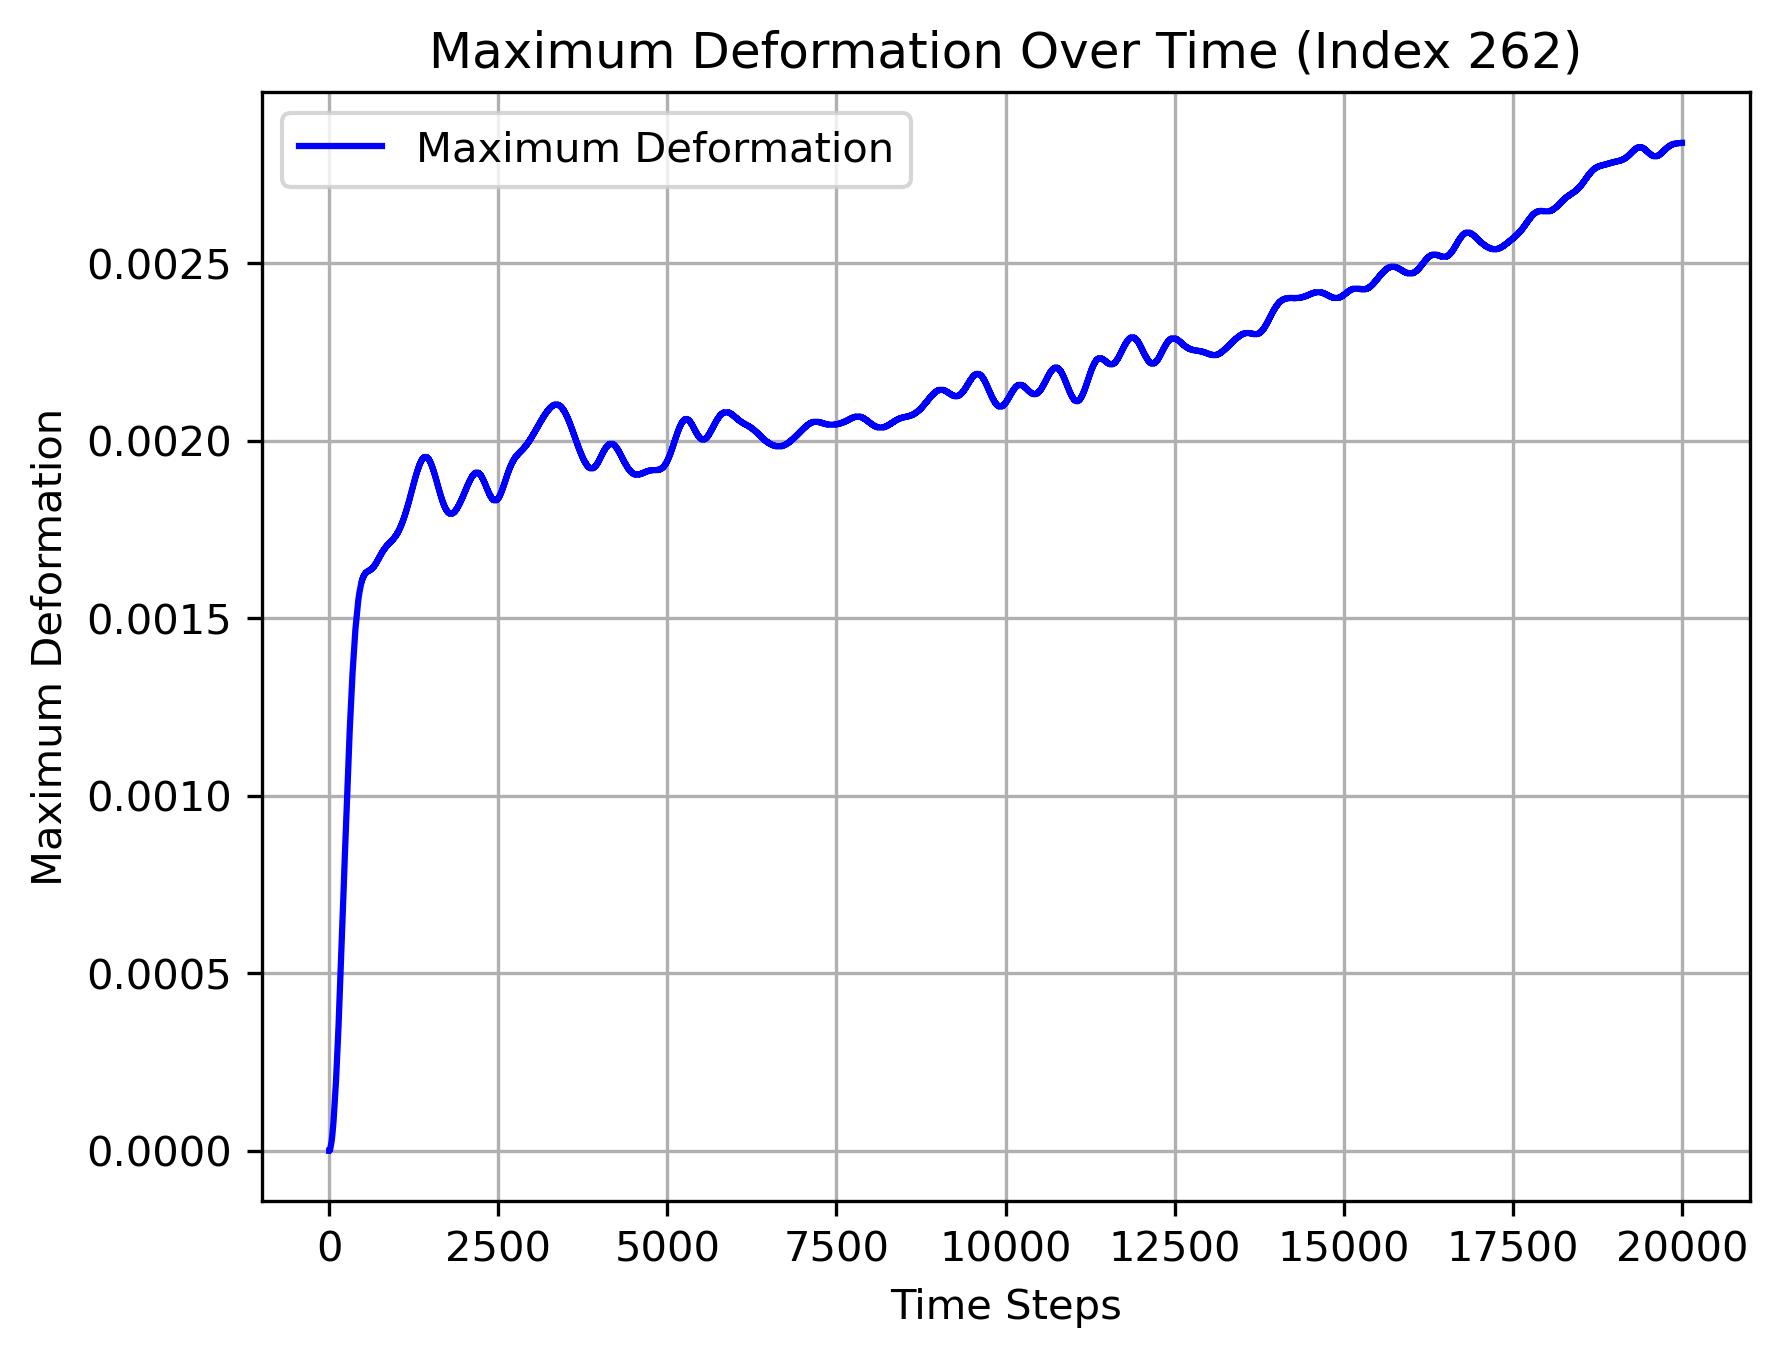 Maximum Deformation Over Time (Index 262)
Maximum Deformation
Maximum Deformation
0.0025
0.0020
0.0015
0.0010
0.0005
0.0000
0 2500 5000 7500 10000 12500 15000 17500 20000
Time Steps